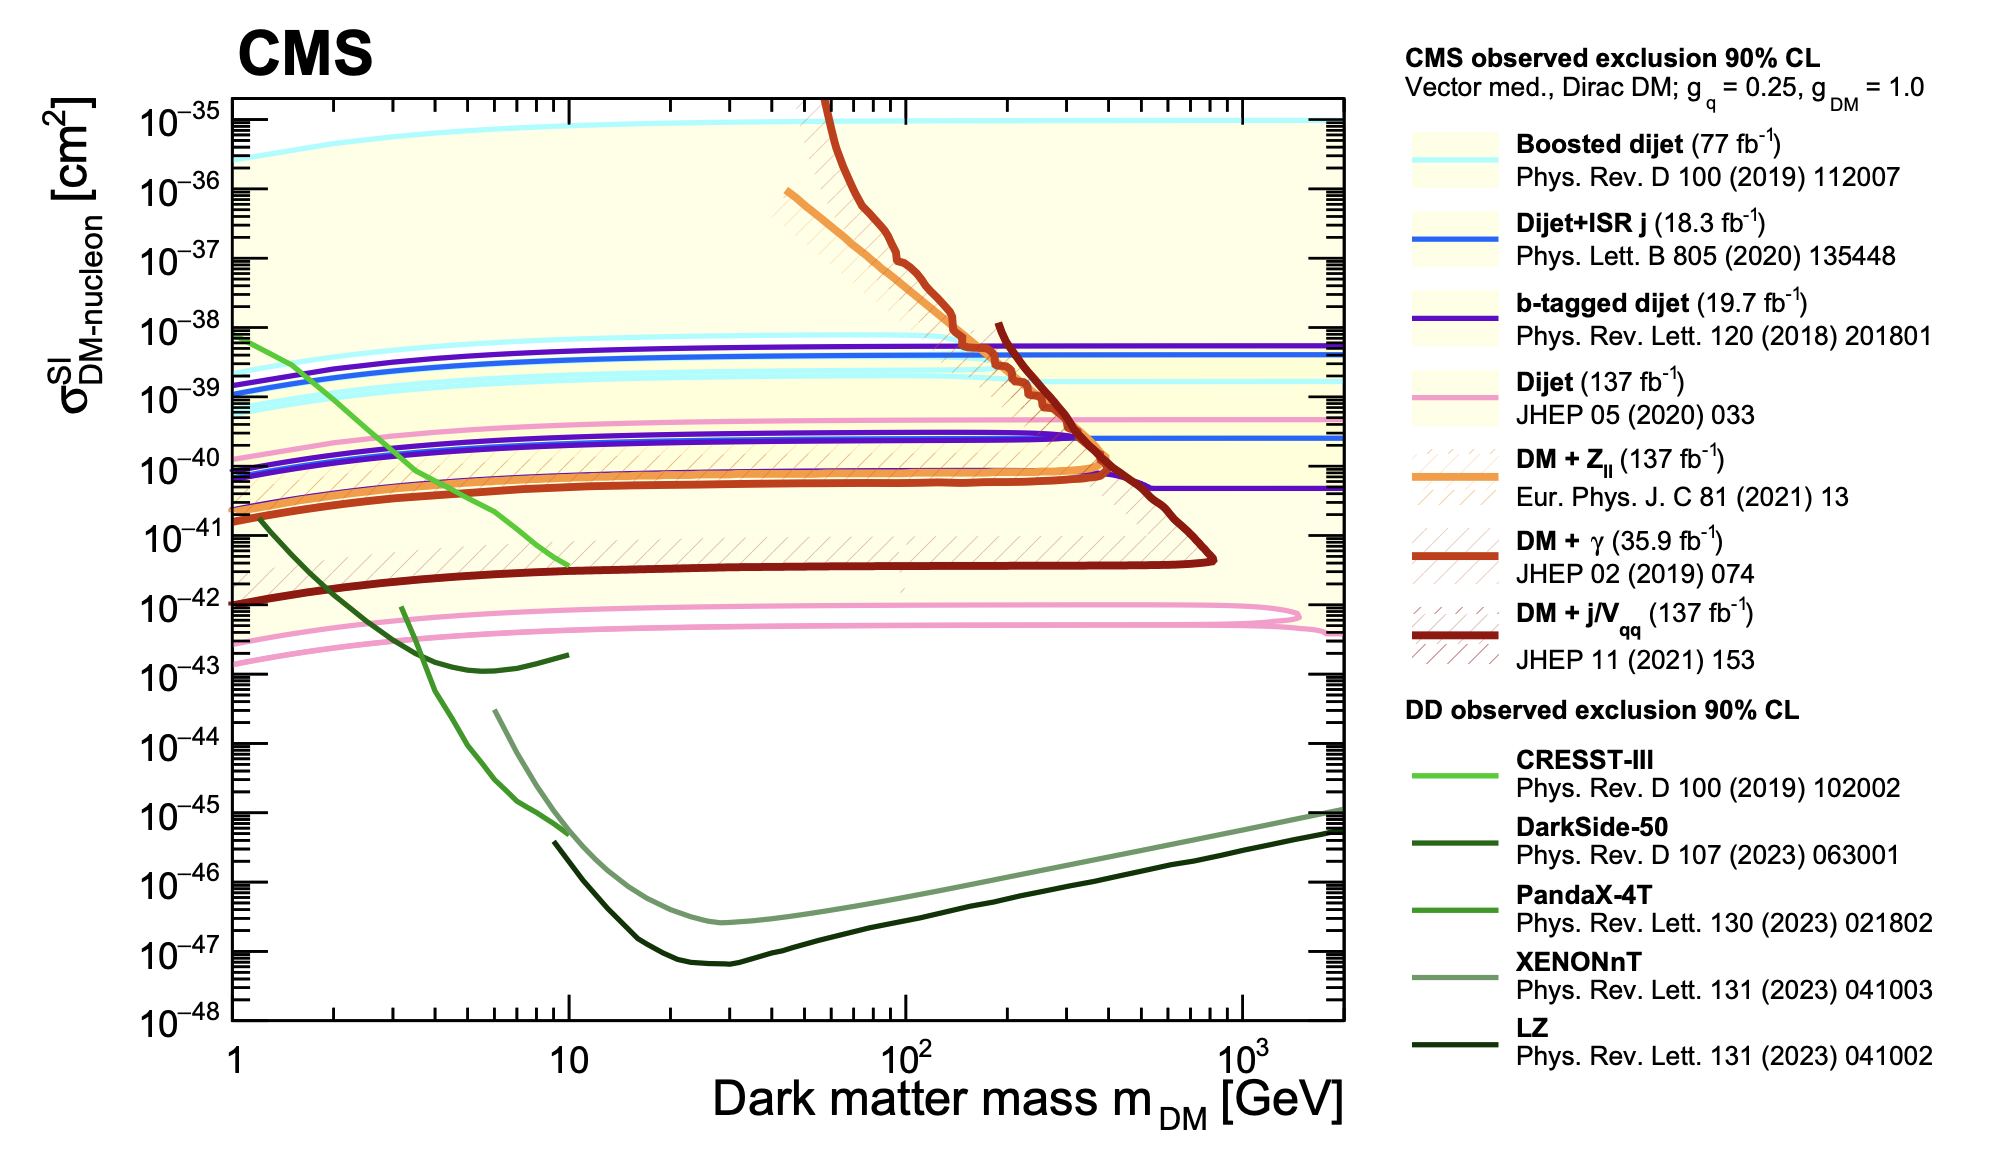 CMS
σ^SI_DM-nucleon [cm²]
10⁻³⁵
10⁻³⁶
10⁻³⁷
10⁻³⁸
10⁻³⁹
10⁻⁴⁰
10⁻⁴¹
10⁻⁴²
10⁻⁴³
10⁻⁴⁴
10⁻⁴⁵
10⁻⁴⁶
10⁻⁴⁷
10⁻⁴⁸
1 10 10² 10³
Dark matter mass m_DM [GeV]
CMS observed exclusion 90% CL
Vector med., Dirac DM; g_q = 0.25, g_DM = 1.0
Boosted dijet (77 fb⁻¹)
Phys. Rev. D 100 (2019) 112007
Dijet+ISR j (18.3 fb⁻¹)
Phys. Lett. B 805 (2020) 135448
b-tagged dijet (19.7 fb⁻¹)
Phys. Rev. Lett. 120 (2018) 201801
Dijet (137 fb⁻¹)
JHEP 05 (2020) 033
DM + Z_ll (137 fb⁻¹)
Eur. Phys. J. C 81 (2021) 13
DM + γ (35.9 fb⁻¹)
JHEP 02 (2019) 074
DM + j/V_qq (137 fb⁻¹)
JHEP 11 (2021) 153
DD observed exclusion 90% CL
CRESST-III
Phys. Rev. D 100 (2019) 102002
DarkSide-50
Phys. Rev. D 107 (2023) 063001
PandaX-4T
Phys. Rev. Lett. 130 (2023) 021802
XENONnT
Phys. Rev. Lett. 131 (2023) 041003
LZ
Phys. Rev. Lett. 131 (2023) 041002